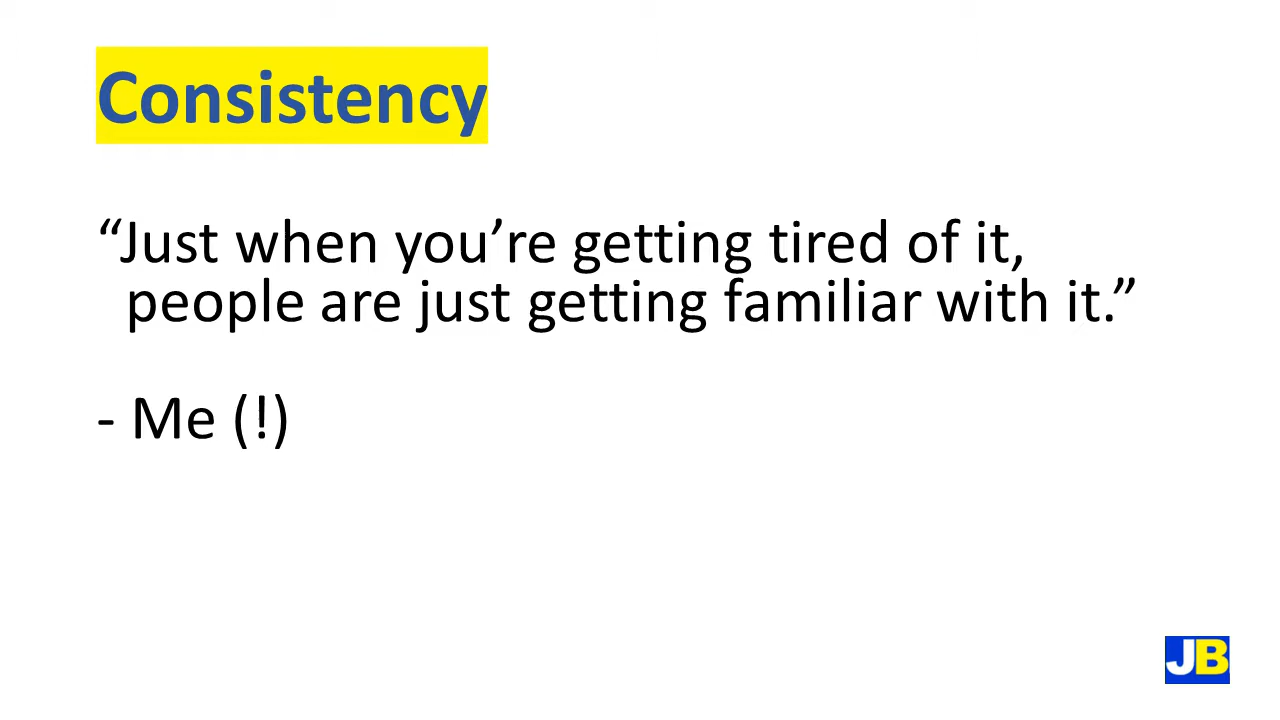 Consistency
“Just when you’re getting tired of it,
people are just getting familiar with it.”
- Me (!)
JB